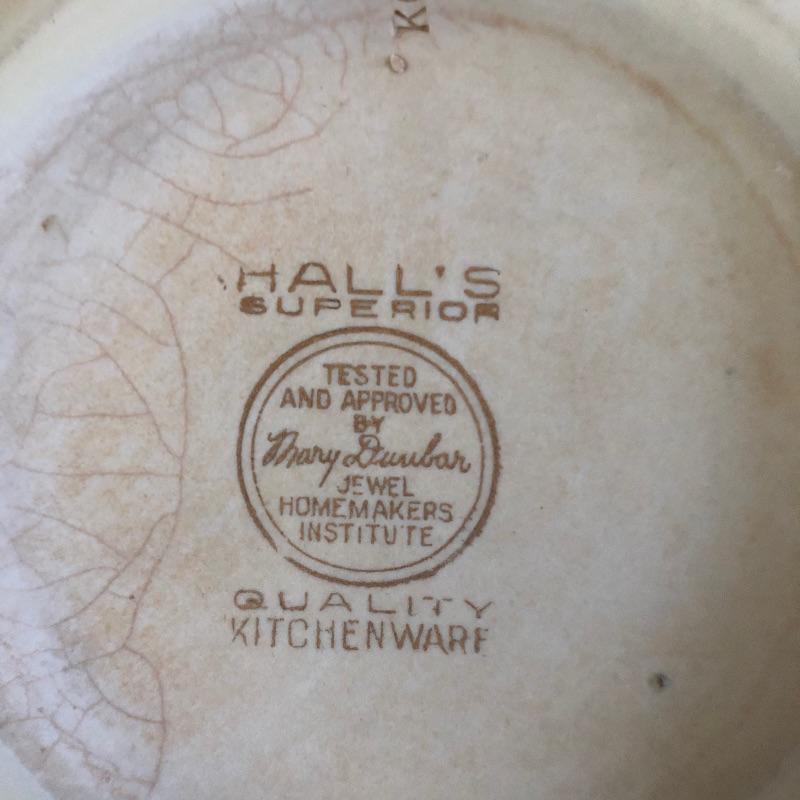 HALL'S
SUPERIOR
TESTED
AND APPROVED
BY
Mary Dunbar
JEWEL
HOMEMAKERS
INSTITUTE
QUALITY
KITCHENWARE